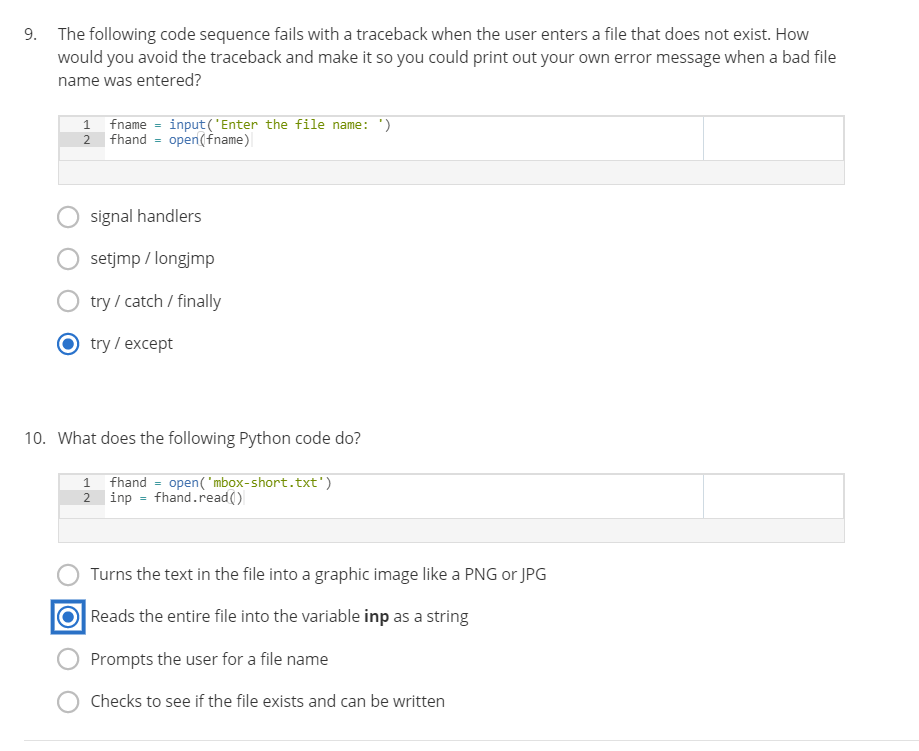 9. The following code sequence fails with a traceback when the user enters a file that does not exist. How
would you avoid the traceback and make it so you could print out your own error message when a bad file
name was entered?
1 fname = input('Enter the file name: ')
2 fhand = open(fname)
signal handlers
setjmp / longjmp
try / catch / finally
try / except
10. What does the following Python code do?
1 fhand = open('mbox-short.txt')
2 inp = fhand.read()
Turns the text in the file into a graphic image like a PNG or JPG
Reads the entire file into the variable inp as a string
Prompts the user for a file name
Checks to see if the file exists and can be written